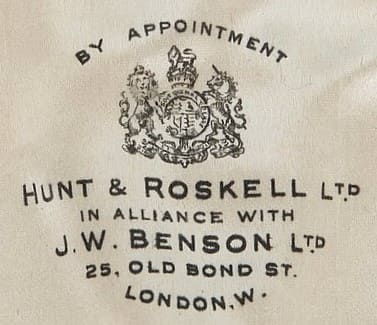 BY APPOINTMENT
HUNT & ROSKELL LTD
IN ALLIANCE WITH
J.W. BENSON LTD
25, OLD BOND ST.
LONDON.W.